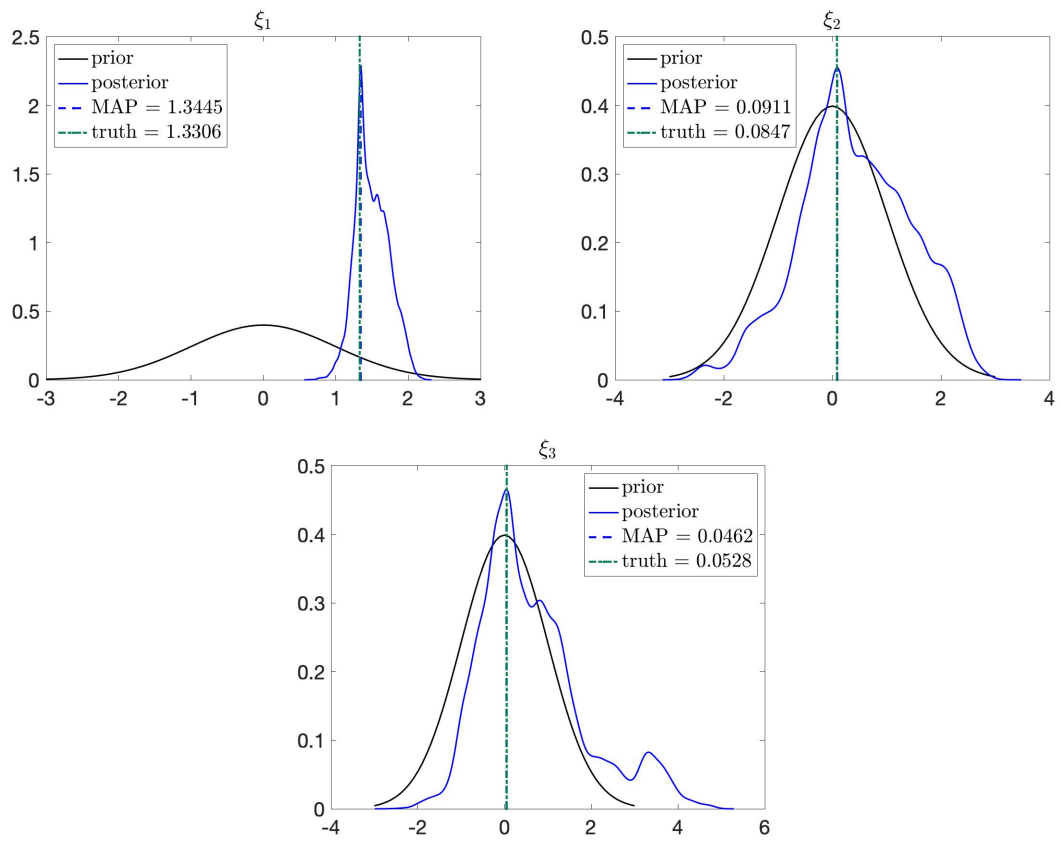 ξ₁
2.5
2
1.5
1
0.5
0
-3 -2 -1 0 1 2 3
prior
posterior
MAP = 1.3445
truth = 1.3306
ξ₂
0.5
0.4
0.3
0.2
0.1
0
-4 -2 0 2 4
prior
posterior
MAP = 0.0911
truth = 0.0847
ξ₃
0.5
0.4
0.3
0.2
0.1
0
-4 -2 0 2 4 6
prior
posterior
MAP = 0.0462
truth = 0.0528